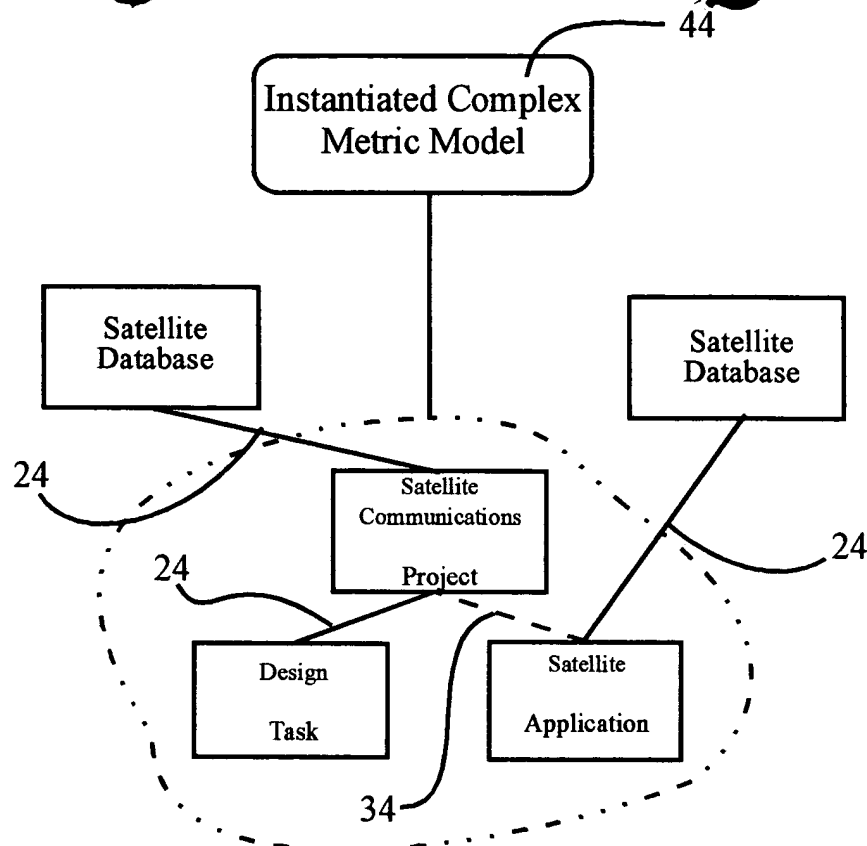 44
Instantiated Complex
Metric Model
Satellite
Database
Satellite
Database
24
Satellite
Communications
Project
24
24
Design
Task
Satellite
Application
34